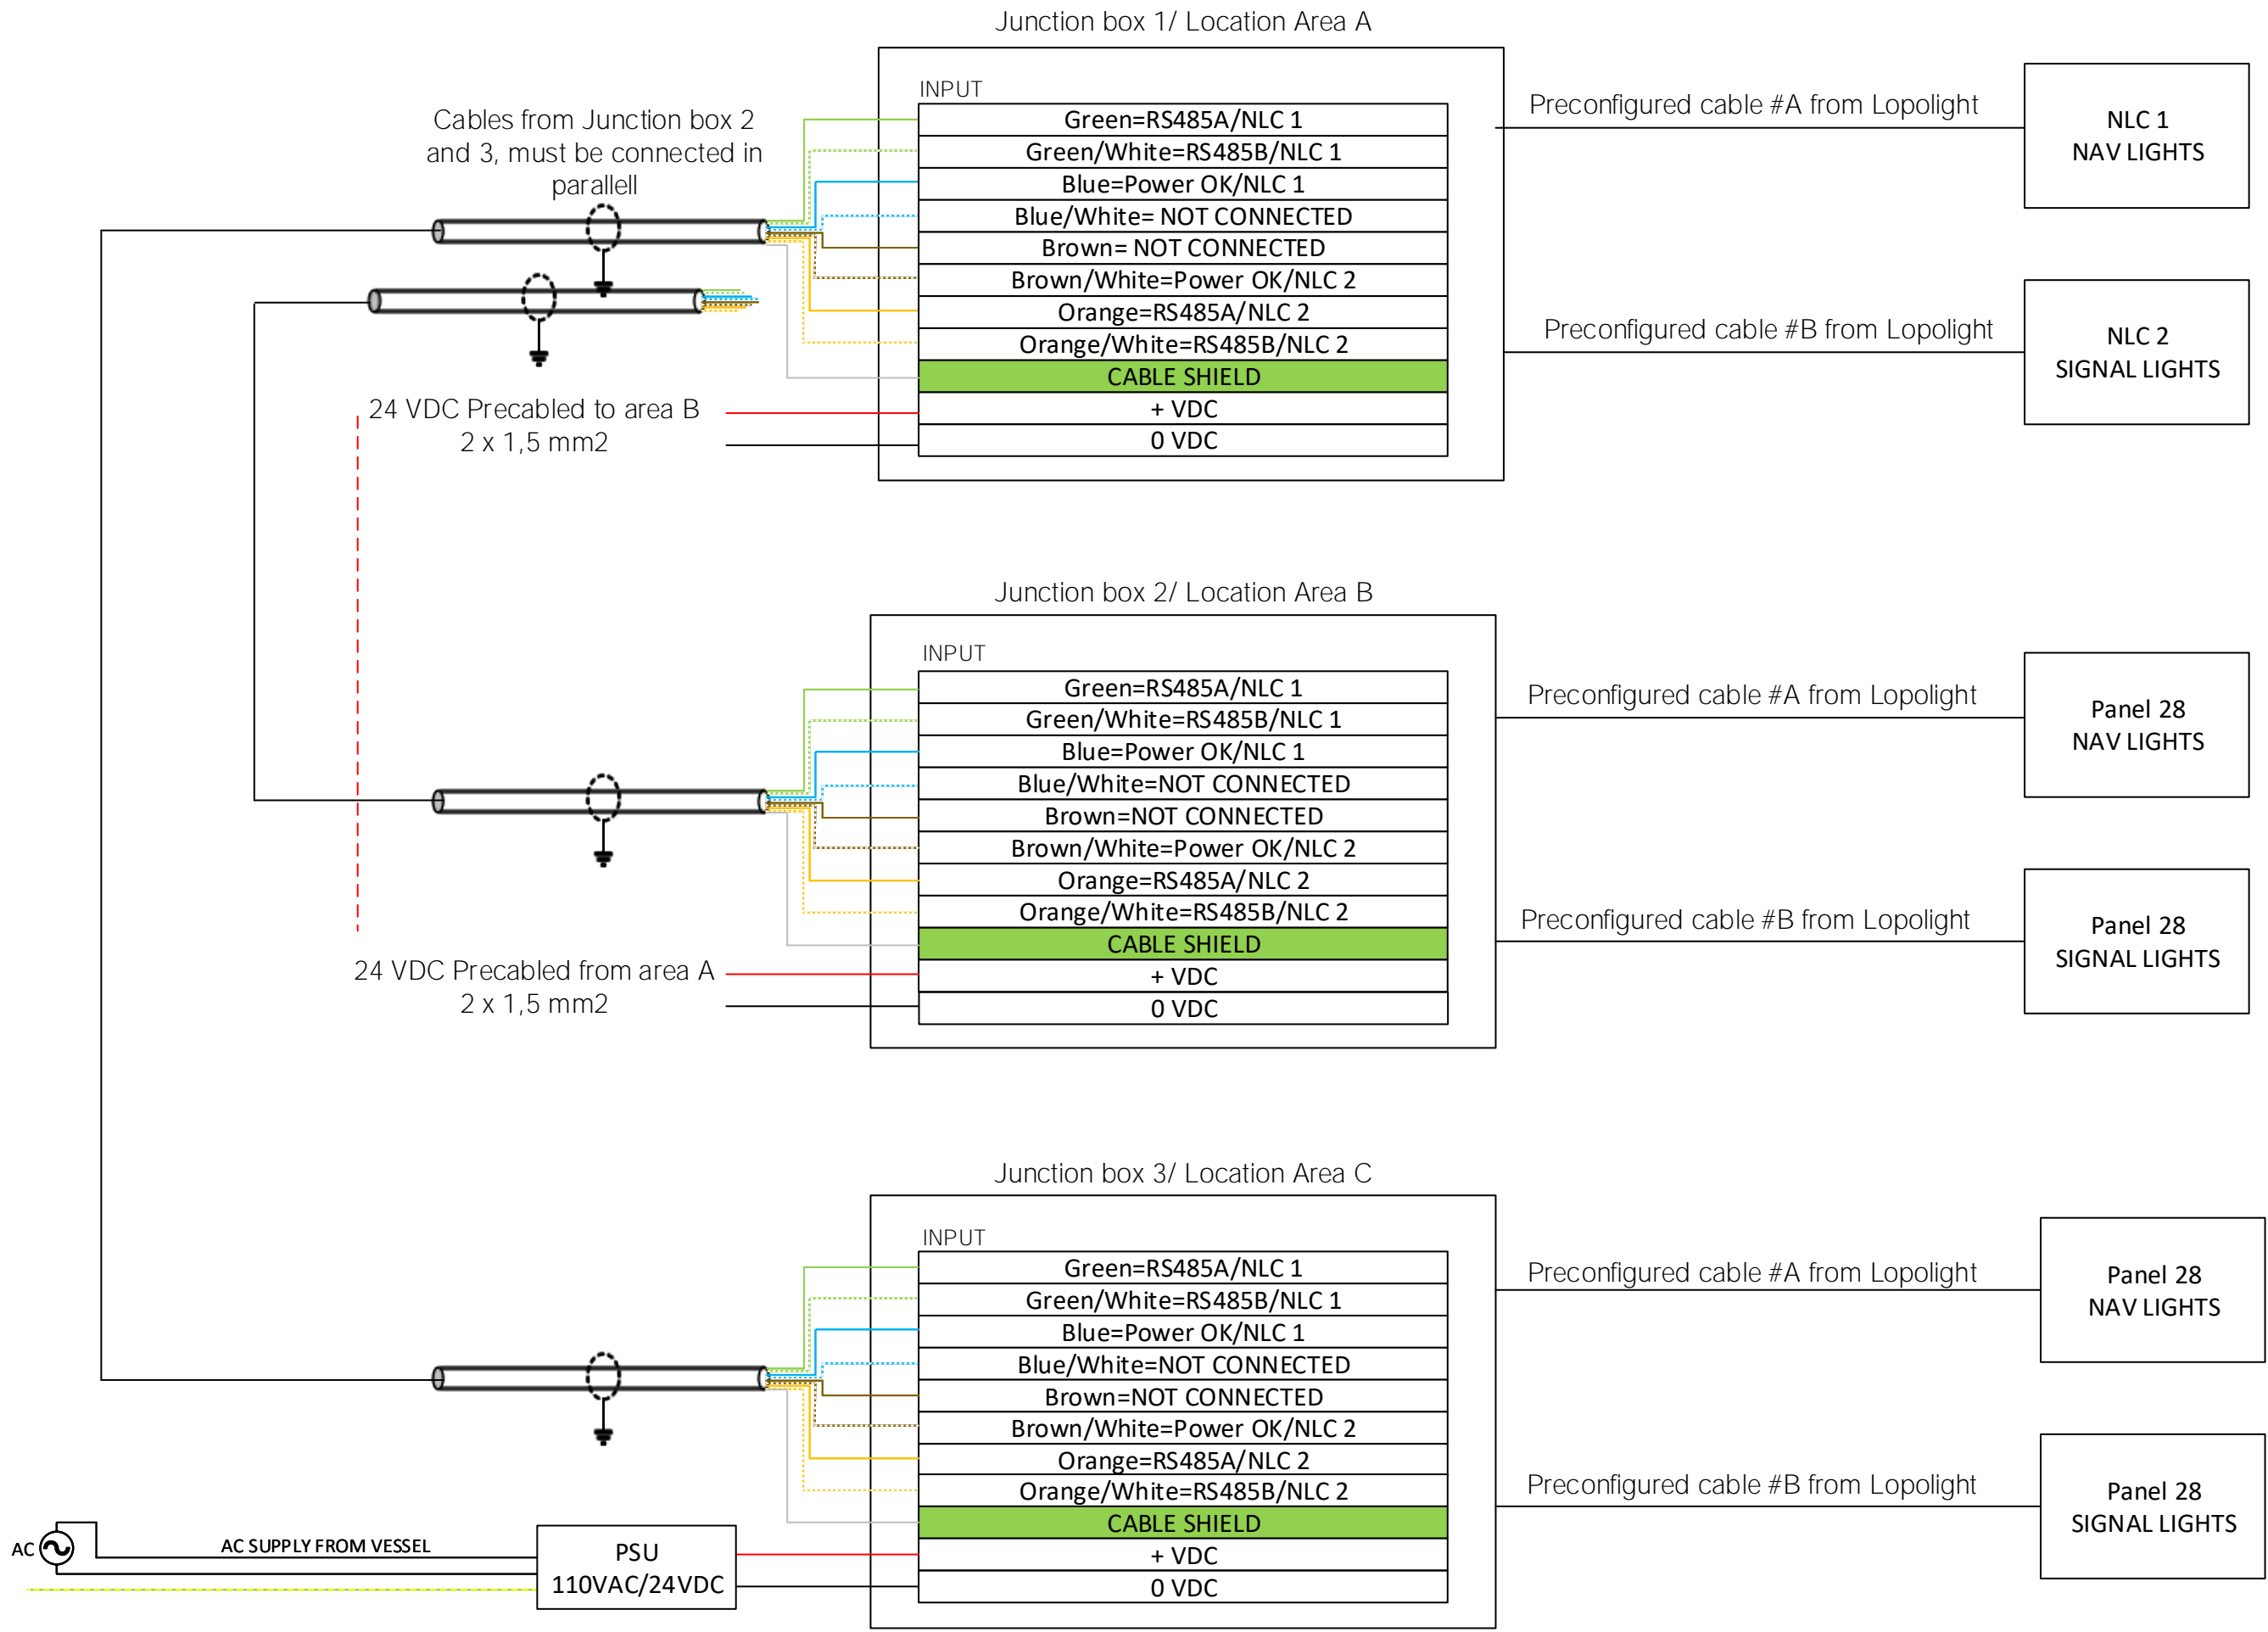 Junction box 1/ Location Area A
INPUT
Cables from Junction box 2
and 3, must be connected in
parallell
Green=RS485A/NLC 1
Green/White=RS485B/NLC 1
Blue=Power OK/NLC 1
Blue/White= NOT CONNECTED
Brown= NOT CONNECTED
Brown/White=Power OK/NLC 2
Orange=RS485A/NLC 2
Orange/White=RS485B/NLC 2
CABLE SHIELD
+ VDC
0 VDC
24 VDC Precabled to area B
2 x 1,5 mm2
Preconfigured cable #A from Lopolight
NLC 1
NAV LIGHTS
Preconfigured cable #B from Lopolight
NLC 2
SIGNAL LIGHTS
Junction box 2/ Location Area B
INPUT
Green=RS485A/NLC 1
Green/White=RS485B/NLC 1
Blue=Power OK/NLC 1
Blue/White=NOT CONNECTED
Brown=NOT CONNECTED
Brown/White=Power OK/NLC 2
Orange=RS485A/NLC 2
Orange/White=RS485B/NLC 2
CABLE SHIELD
+ VDC
0 VDC
24 VDC Precabled from area A
2 x 1,5 mm2
Preconfigured cable #A from Lopolight
Panel 28
NAV LIGHTS
Preconfigured cable #B from Lopolight
Panel 28
SIGNAL LIGHTS
Junction box 3/ Location Area C
INPUT
Green=RS485A/NLC 1
Green/White=RS485B/NLC 1
Blue=Power OK/NLC 1
Blue/White=NOT CONNECTED
Brown=NOT CONNECTED
Brown/White=Power OK/NLC 2
Orange=RS485A/NLC 2
Orange/White=RS485B/NLC 2
CABLE SHIELD
+ VDC
0 VDC
AC
AC SUPPLY FROM VESSEL
PSU
110VAC/24VDC
Preconfigured cable #A from Lopolight
Panel 28
NAV LIGHTS
Preconfigured cable #B from Lopolight
Panel 28
SIGNAL LIGHTS